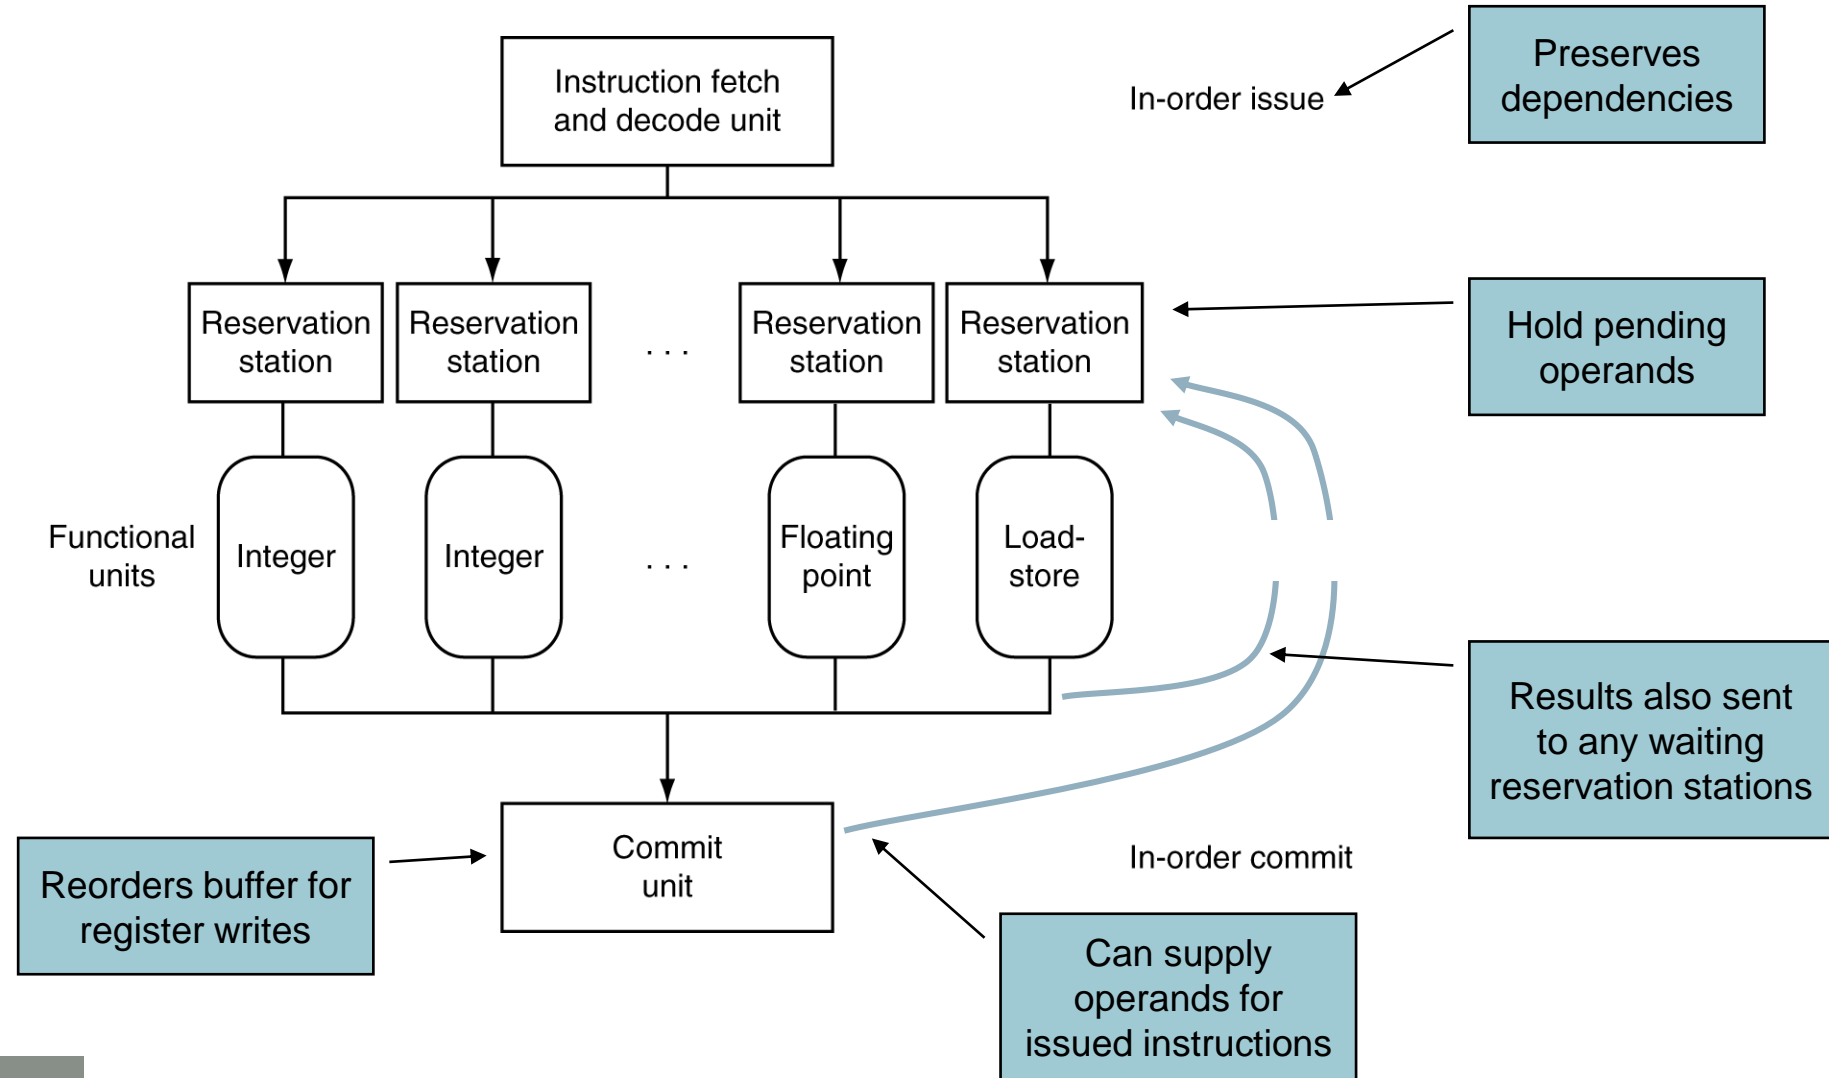 Instruction fetch
and decode unit
In-order issue
Preserves
dependencies
Reservation
station
Reservation
station
. . .
Reservation
station
Reservation
station
Hold pending
operands
Functional
units
Integer
Integer
. . .
Floating
point
Load-
store
Results also sent
to any waiting
reservation stations
Commit
unit
In-order commit
Reorders buffer for
register writes
Can supply
operands for
issued instructions